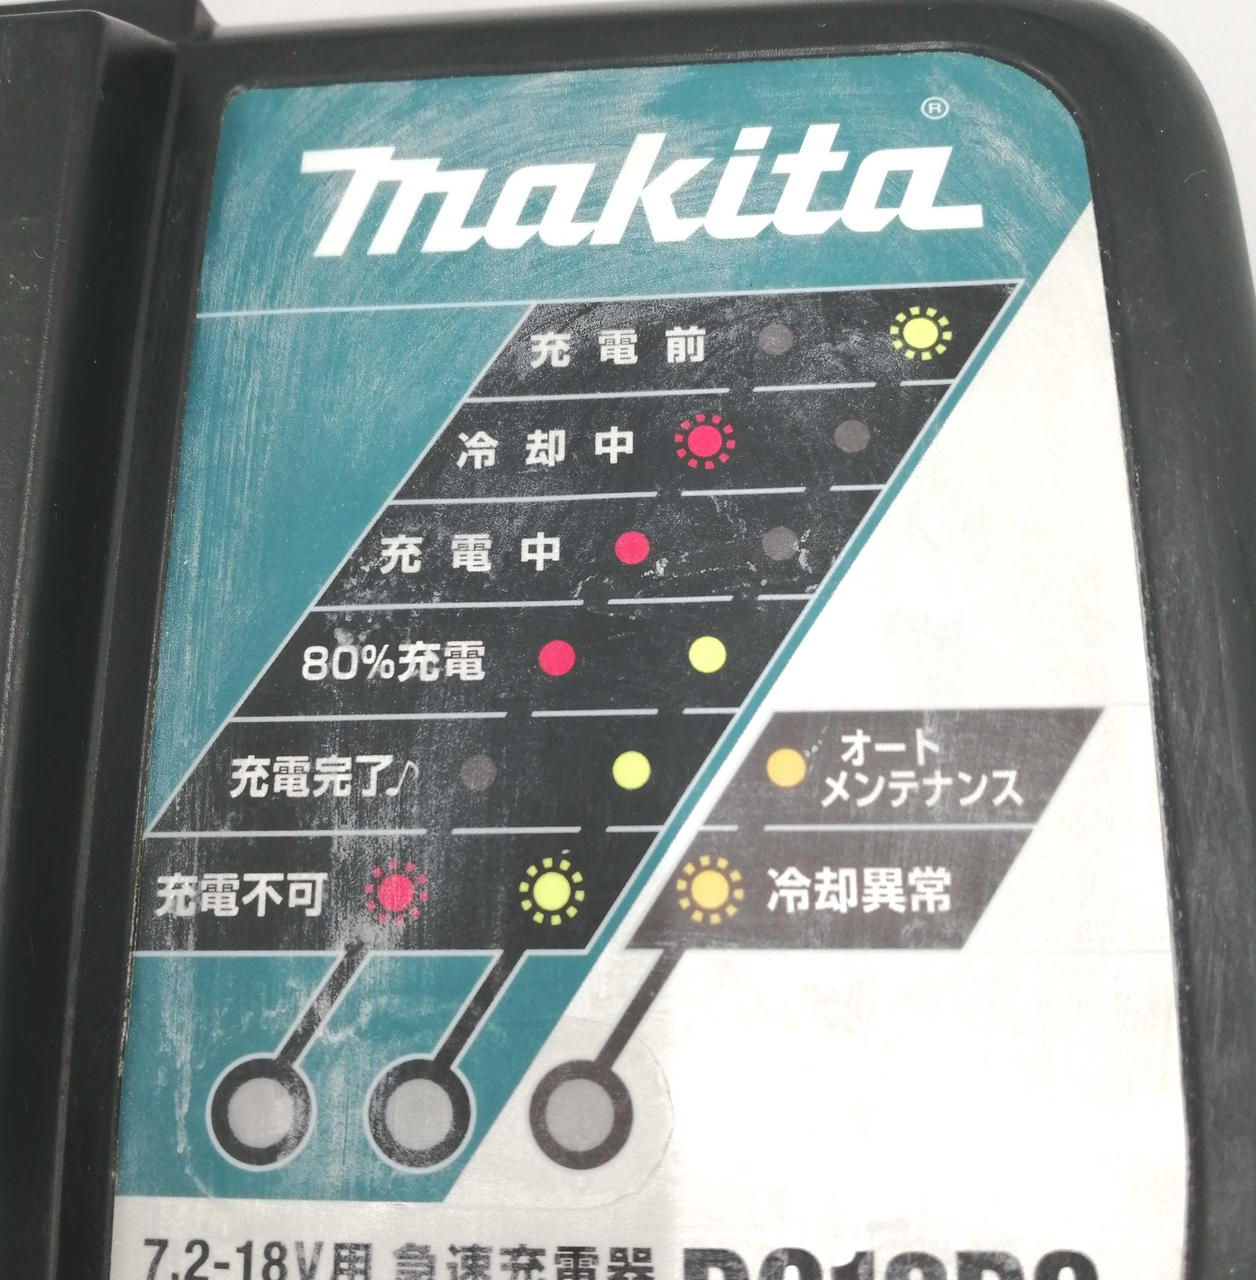 makita®
充電前
冷却中
充電中
80%充電
充電完了♪
オート
メンテナンス
充電不可
冷却異常
7.2-18V用 急速充電器